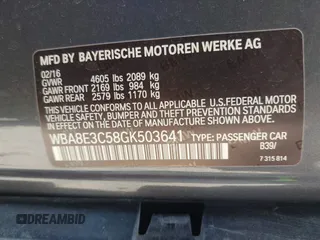 MFD BY BAYERISCHE MOTOREN WERKE AG
02/16
GVWR 4605 lbs 2089 kg
GAWR FRONT 2169 lbs 984 kg
GAWR REAR 2579 lbs 1170 kg
THIS VEHICLE CONFORMS TO ALL APPLICABLE
FEDERAL MOTOR VEHICLE SAFETY, BUMPER, AND
THEFT PREVENTION STANDARDS IN EFFECT ON
THE DATE OF MANUFACTURE SHOWN ABOVE.
WBA8E3C58GK503641 TYPE: PASSENGER CAR
B39/
7 315 814
DREAMBID